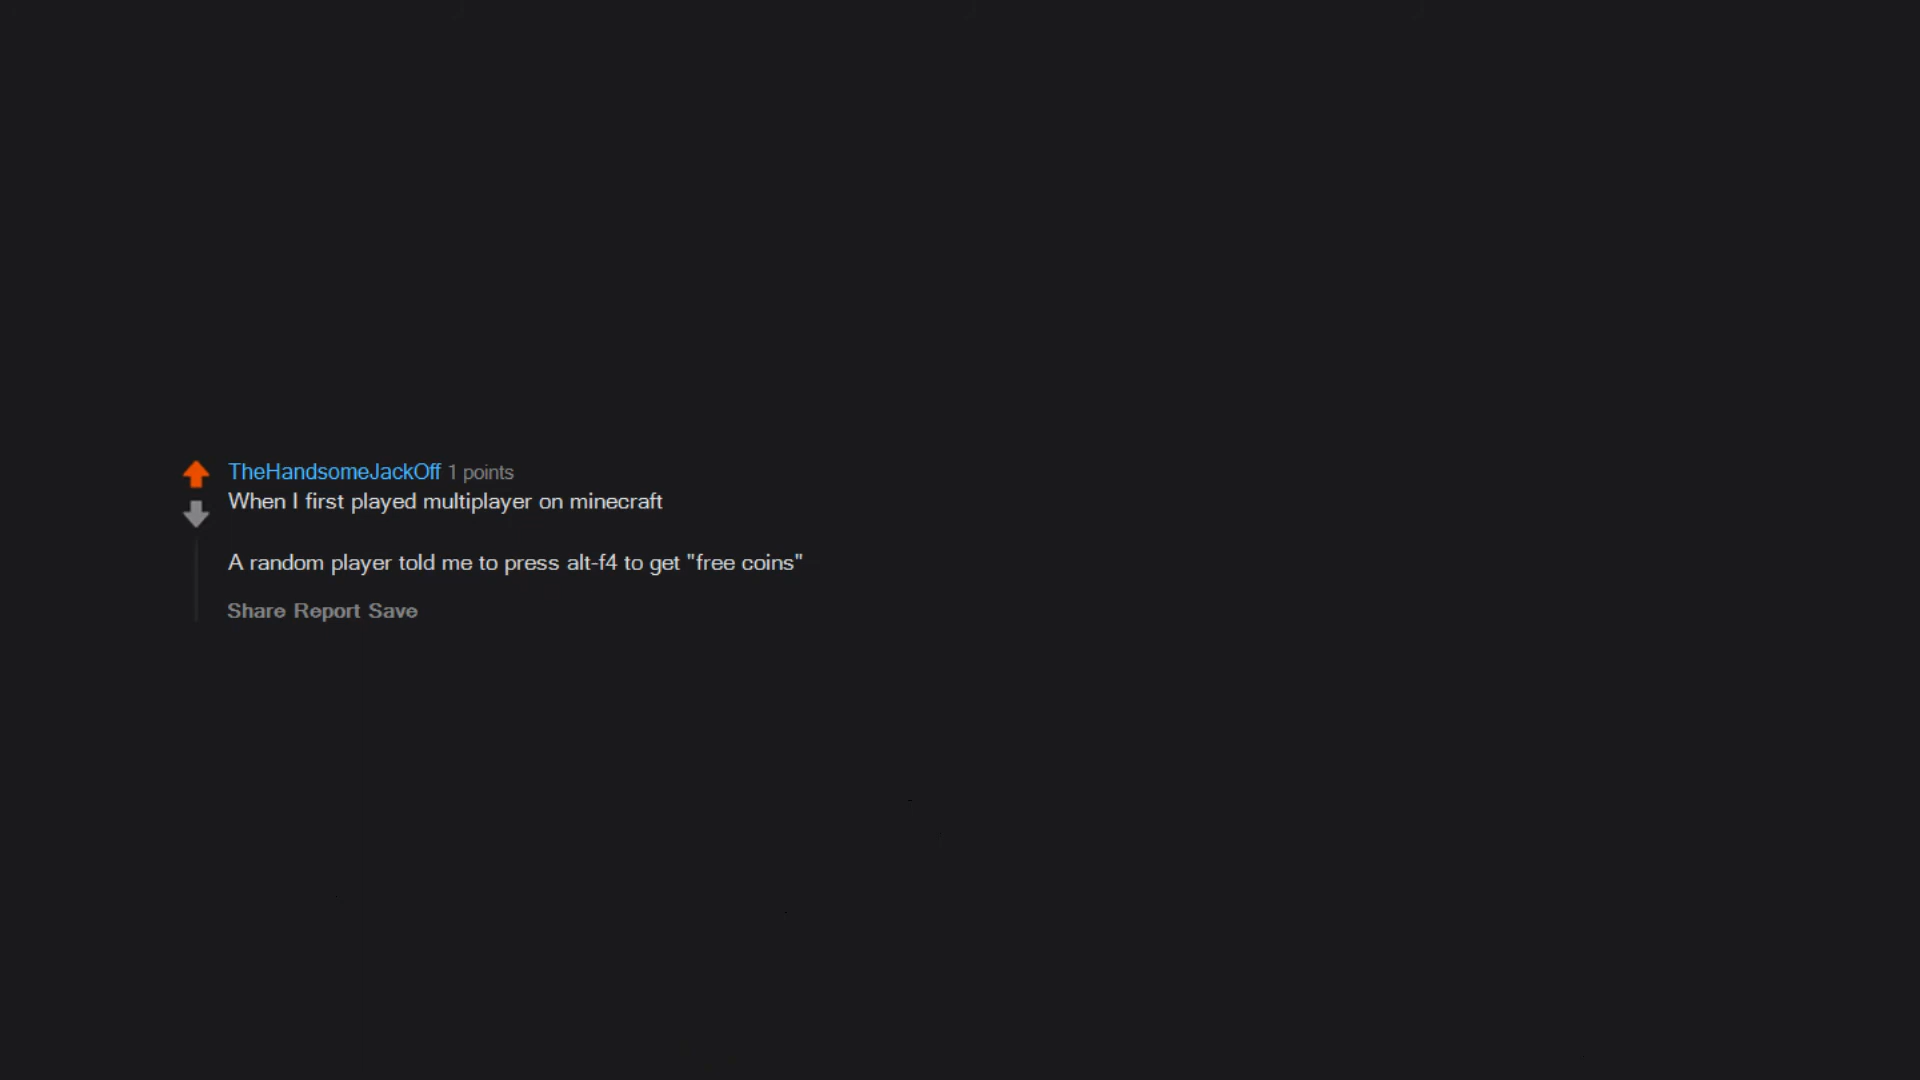 TheHandsomeJackOff 1 points
When I first played multiplayer on minecraft
A random player told me to press alt-f4 to get "free coins"
Share Report Save